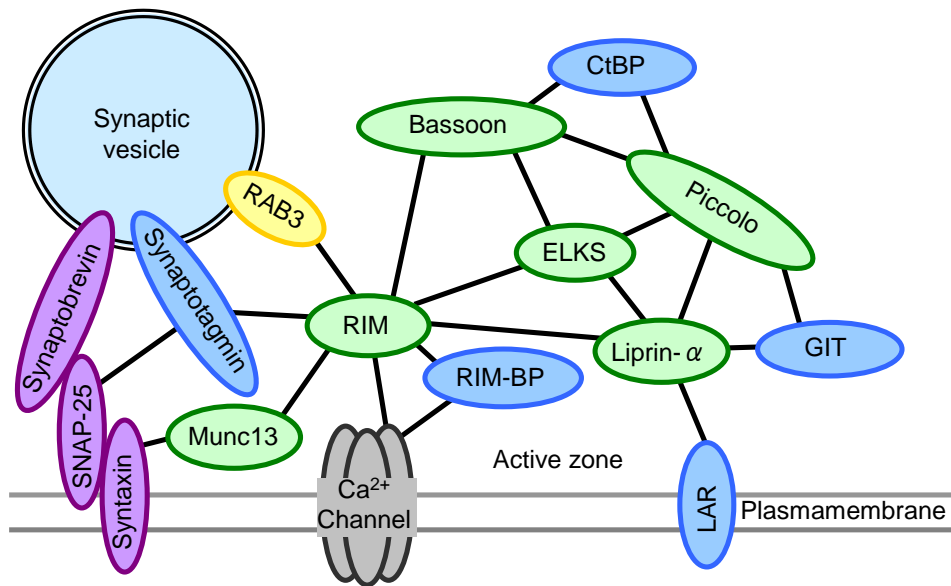 CtBP
Synaptic
vesicle
Bassoon
RAB3
Piccolo
Synaptobrevin
Synaptotagmin
ELKS
RIM
Liprin-α
GIT
RIM-BP
SNAP-25
Munc13
Syntaxin
Active zone
Ca²⁺
Channel
LAR
Plasmamembrane